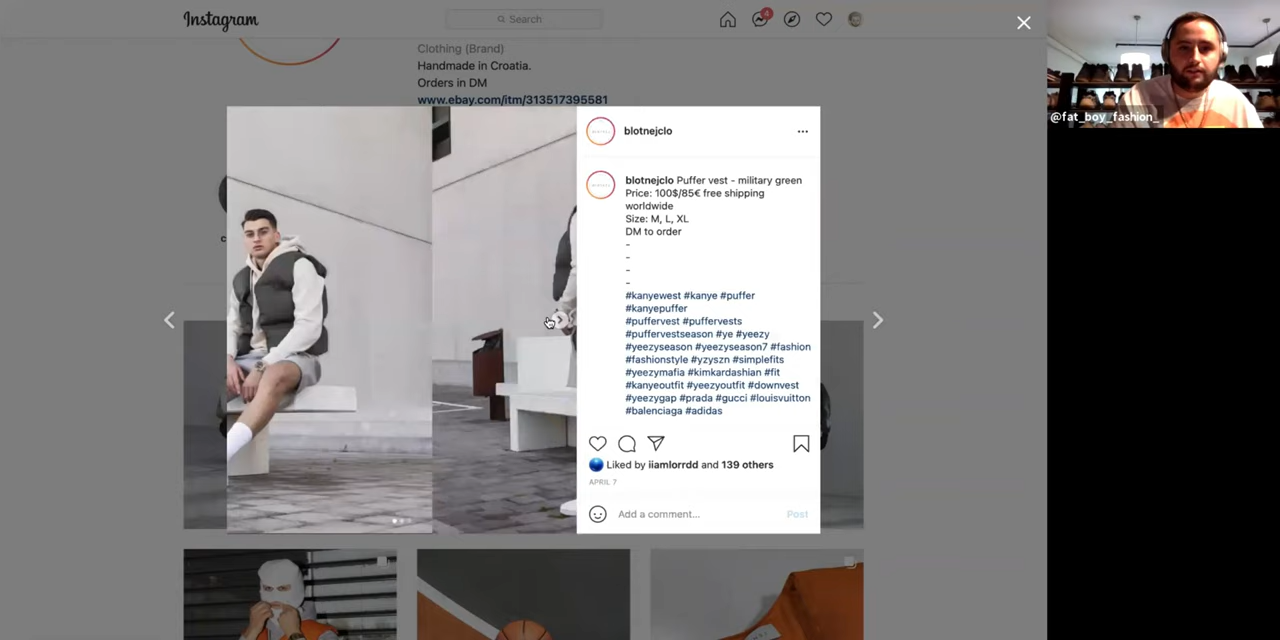 Instagram
Search
4
Clothing (Brand)
Handmade in Croatia.
Orders in DM
www.ebay.com/itm/313517395581
blotnejclo
blotnejclo Puffer vest - military green
Price: 100$/85€ free shipping
worldwide
Size: M, L, XL
DM to order
-
-
-
-
#kanyewest #kanye #puffer
#kanyepuffer
#puffervest #puffervests
#puffervestseason #ye #yeezy
#yeezyseason #yeezyseason7 #fashion
#fashionstyle #yzyszn #simplefits
#yeezymafia #kimkardashian #fit
#kanyeoutfit #yeezyoutfit #downvest
#yeezygap #prada #gucci #louisvuitton
#balenciaga #adidas
Liked by iiamlorrdd and 139 others
APRIL 7
Add a comment...
Post
@fat_boy_fashion_